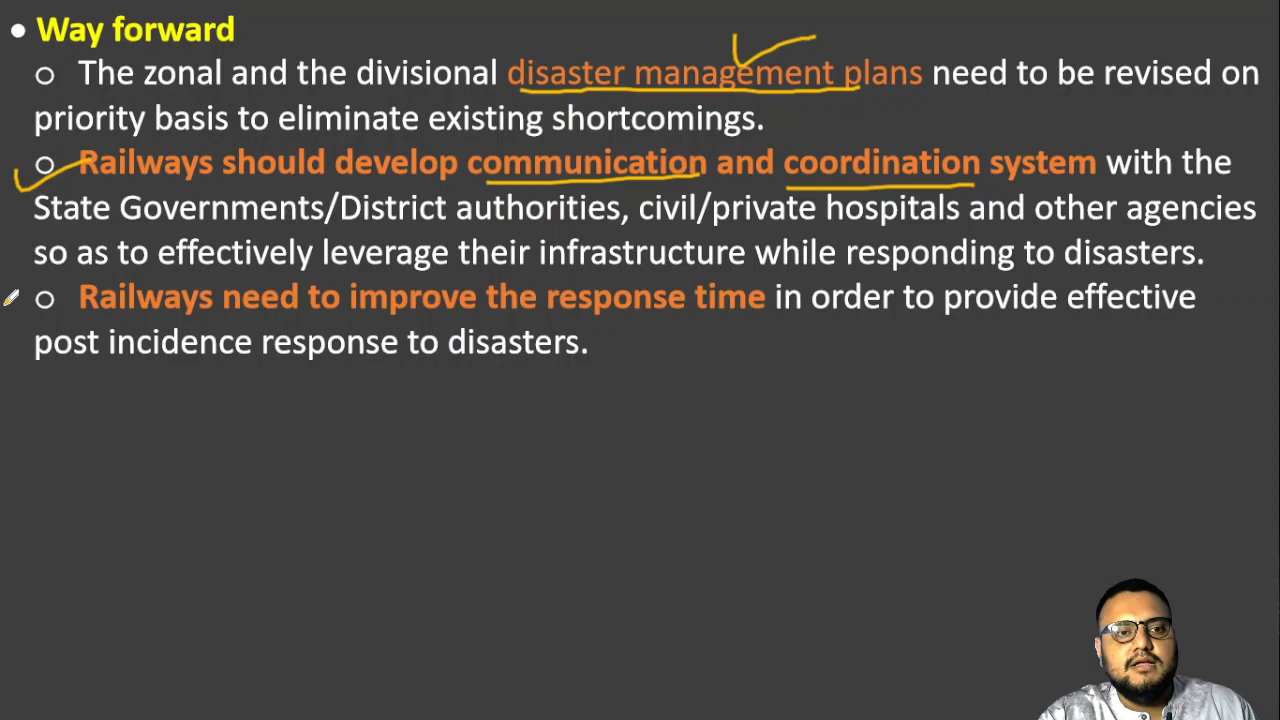 ● Way forward
○ The zonal and the divisional disaster management plans need to be revised on
priority basis to eliminate existing shortcomings.
○ Railways should develop communication and coordination system with the
State Governments/District authorities, civil/private hospitals and other agencies
so as to effectively leverage their infrastructure while responding to disasters.
○ Railways need to improve the response time in order to provide effective
post incidence response to disasters.